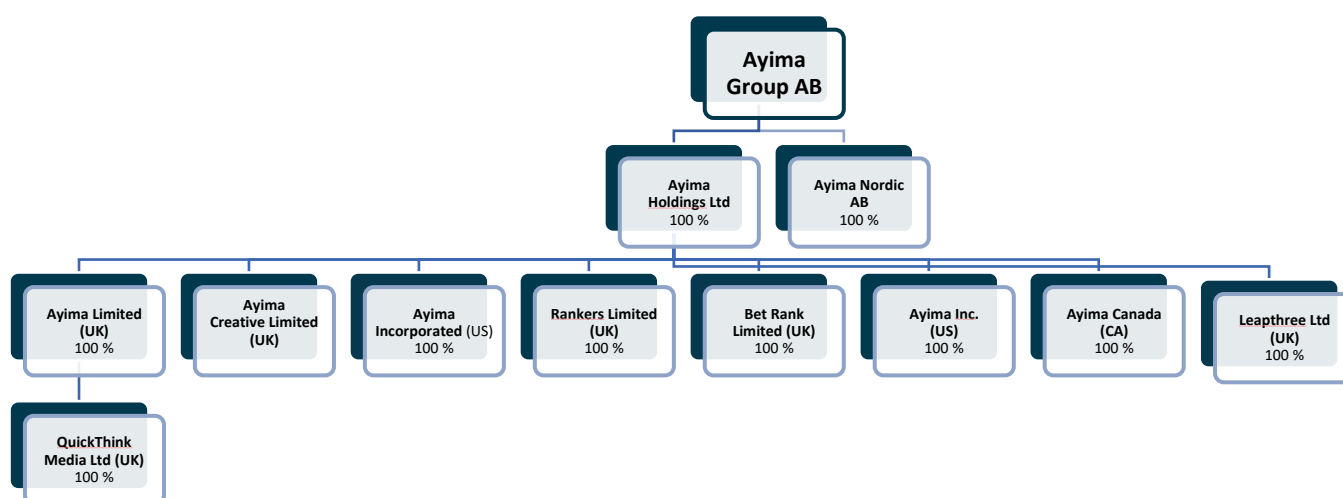 Ayima
Group AB
Ayima
Holdings Ltd
100 %
Ayima Nordic
AB
100 %
Ayima Limited
(UK)
100 %
Ayima
Creative Limited
(UK)
Ayima
Incorporated (US)
100 %
Rankers Limited
(UK)
100 %
Bet Rank
Limited (UK)
100 %
Ayima Inc.
(US)
100 %
Ayima Canada
(CA)
100 %
Leapthree Ltd
(UK)
100 %
QuickThink
Media Ltd (UK)
100 %